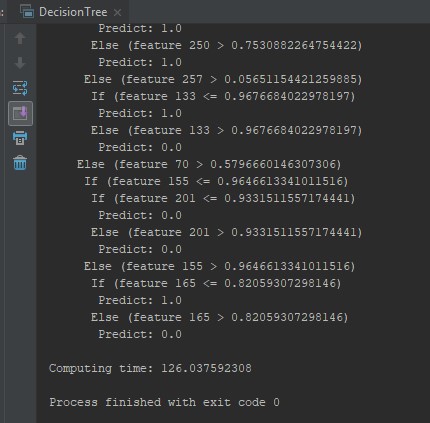 : DecisionTree ×
Predict: 1.0
Else (feature 250 > 0.7530882264754422)
Predict: 1.0
Else (feature 257 > 0.05651154421259885)
If (feature 133 <= 0.9676684022978197)
Predict: 1.0
Else (feature 133 > 0.9676684022978197)
Predict: 0.0
Else (feature 70 > 0.5796660146307306)
If (feature 155 <= 0.9646613341011516)
If (feature 201 <= 0.9331511557174441)
Predict: 0.0
Else (feature 201 > 0.9331511557174441)
Predict: 0.0
Else (feature 155 > 0.9646613341011516)
If (feature 165 <= 0.82059307298146)
Predict: 1.0
Else (feature 165 > 0.82059307298146)
Predict: 0.0
Computing time: 126.037592308
Process finished with exit code 0